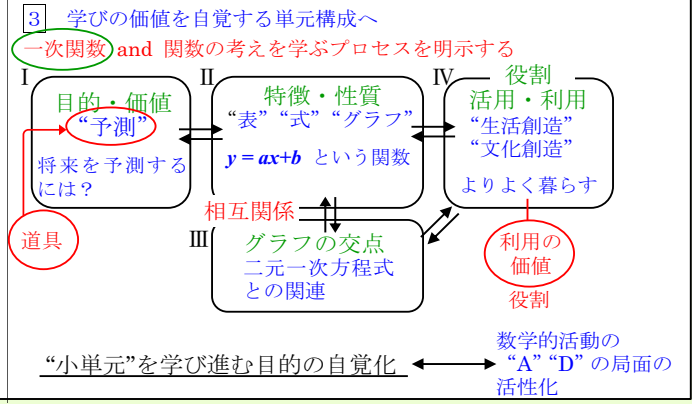 3 学びの価値を自覚する単元構成へ
一次関数 and 関数の考えを学ぶプロセスを明示する
Ⅰ
目的・価値
“予測”
将来を予測する
には？
道具
Ⅱ
特徴・性質
“表” “式” “グラフ”
y = ax+b という関数
相互関係
Ⅲ
グラフの交点
二元一次方程式
との関連
Ⅳ
役割
活用・利用
“生活創造”
“文化創造”
よりよく暮らす
利用の
価値
役割
“小単元”を学び進む目的の自覚化
数学的活動の
“A” “D” の局面の
活性化